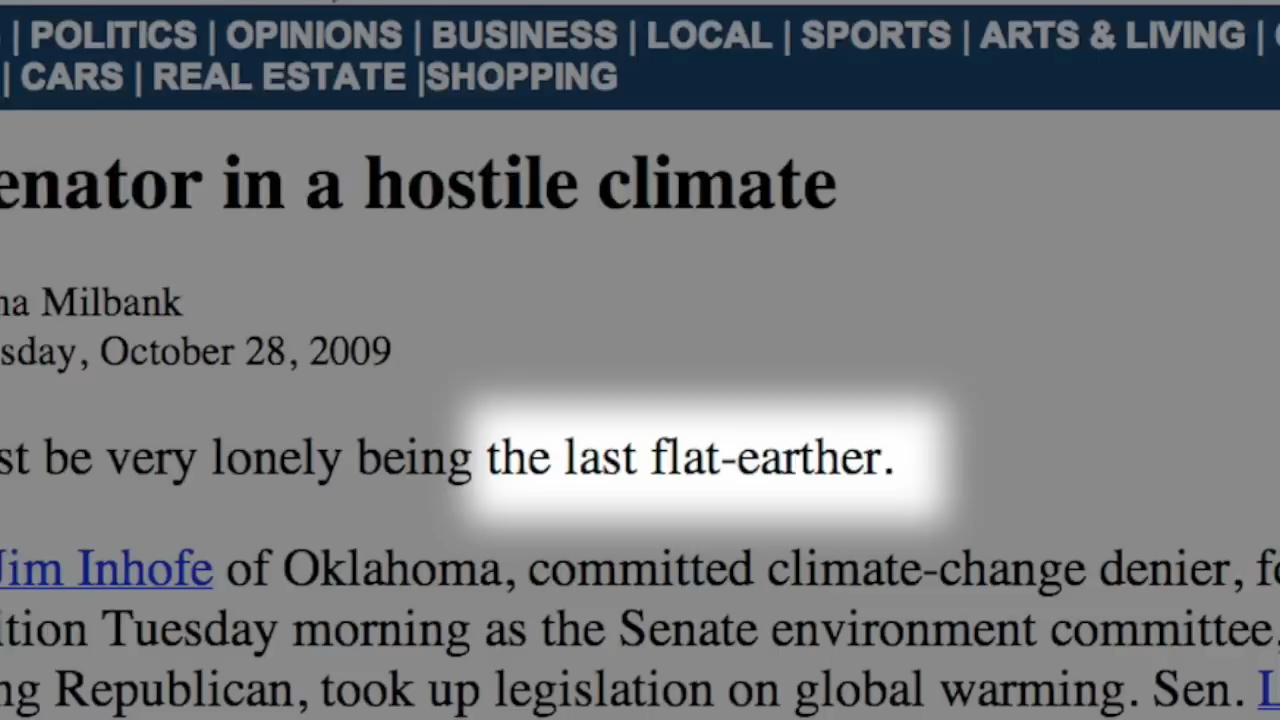 | POLITICS | OPINIONS | BUSINESS | LOCAL | SPORTS | ARTS & LIVING |
| CARS | REAL ESTATE |SHOPPING
enator in a hostile climate
na Milbank
sday, October 28, 2009
st be very lonely being the last flat-earther.
Jim Inhofe of Oklahoma, committed climate-change denier, fo
ition Tuesday morning as the Senate environment committee,
ng Republican, took up legislation on global warming. Sen. L